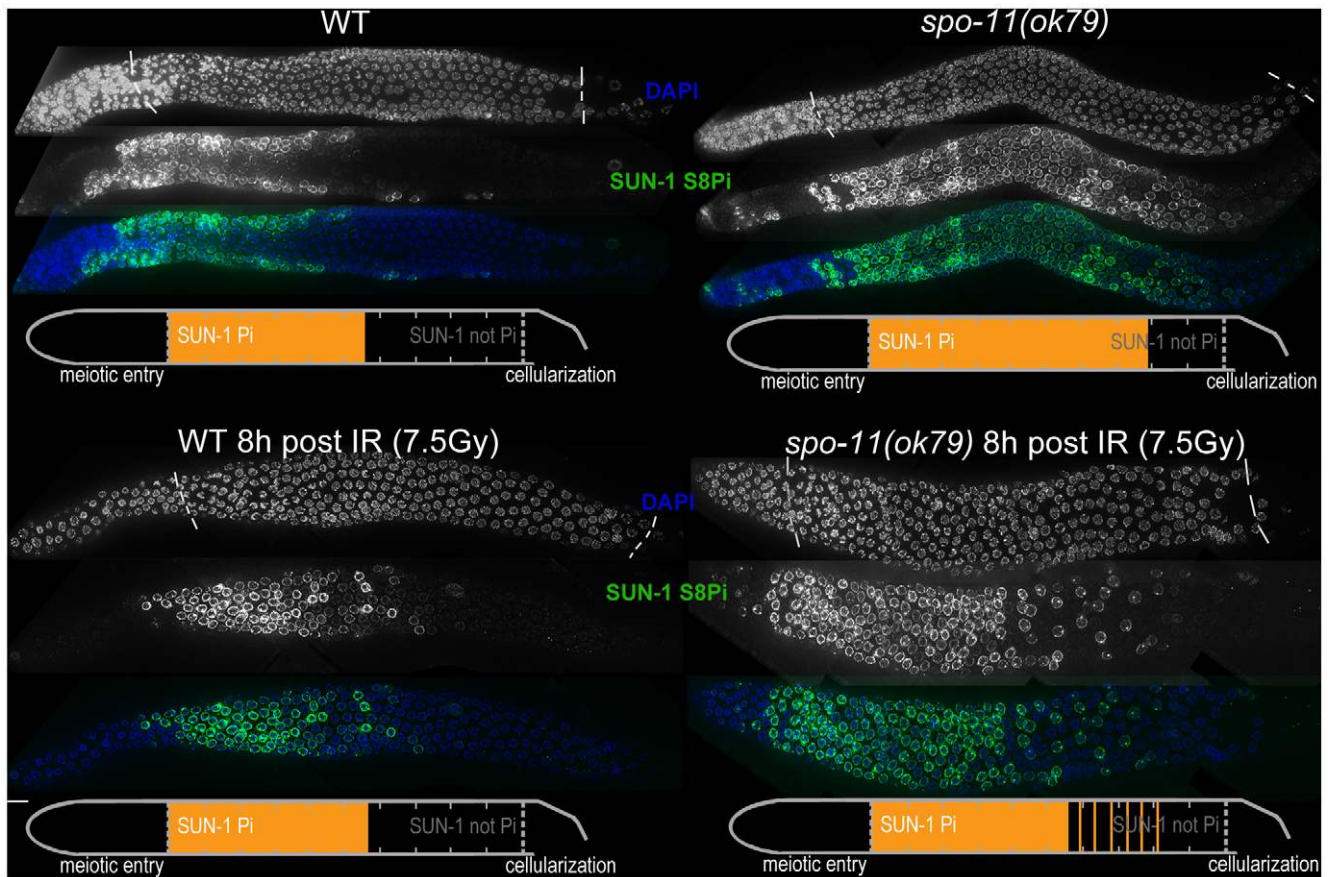 WT
spo-11(ok79)
DAPI
SUN-1 S8Pi
SUN-1 Pi
SUN-1 not Pi
meiotic entry
cellularization
SUN-1 Pi
SUN-1 not Pi
meiotic entry
cellularization
WT 8h post IR (7.5Gy)
spo-11(ok79) 8h post IR (7.5Gy)
DAPI
SUN-1 S8Pi
SUN-1 Pi
SUN-1 not Pi
meiotic entry
cellularization
SUN-1 Pi
SUN-1 not Pi
meiotic entry
cellularization